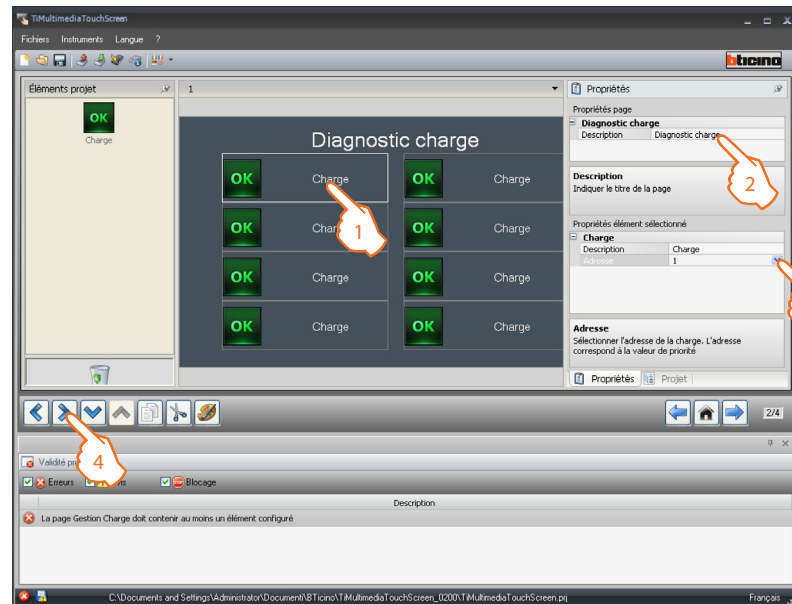 TiMultimediaTouchScreen
Fichiers Instruments Langue ?
bticino
Éléments projet
OK
Charge
1
Diagnostic charge
OK Charge OK Charge
OK Char OK Charge
OK Charge OK Charge
OK Charge OK Charge
1
Propriétés
Propriétés page
Diagnostic charge
Description Diagnostic charge
2
Description
Indiquer le titre de la page
Propriétés élément sélectionné
Charge
Description Charge
Adresse 1
Adresse
Sélectionner l'adresse de la charge. L'adresse
correspond à la valeur de priorité
Propriétés Projet
2/4
4
Validité pr
Erreurs Blocage
Description
La page Gestion Charge doit contenir au moins un élément configuré
C:\Documents and Settings\Administrator\Documenti\BTicino\TiMultimediaTouchScreen_0200\TiMultimediaTouchScreen.prj Français